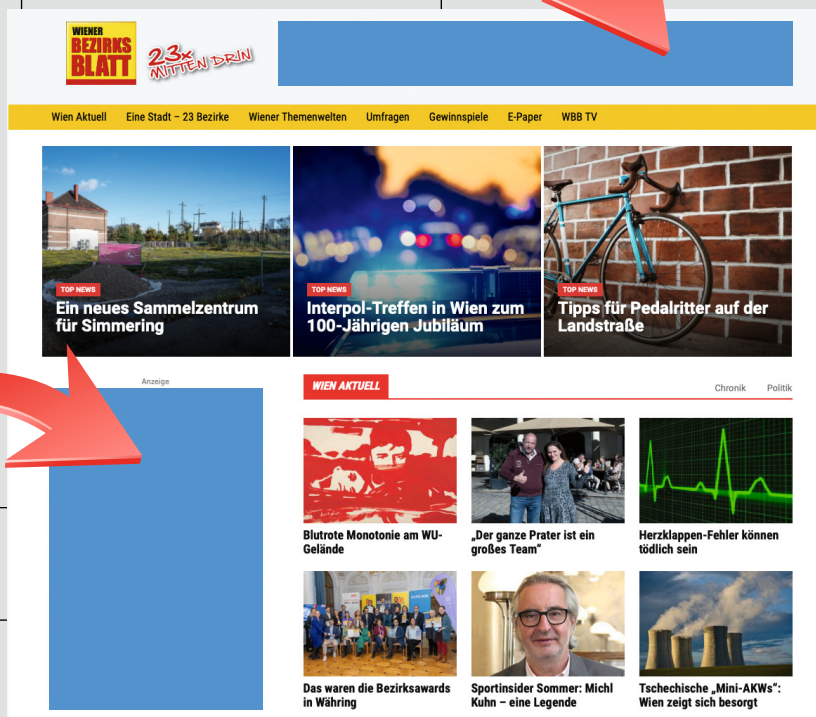 WIENER
BEZIRKS
BLATT
23x
MITTEN DRIN
Wien Aktuell Eine Stadt – 23 Bezirke Wiener Themenwelten Umfragen Gewinnspiele E-Paper WBB TV
TOP NEWS
Ein neues Sammelzentrum
für Simmering
TOP NEWS
Interpol-Treffen in Wien zum
100-Jährigen Jubiläum
TOP NEWS
Tipps für Pedalritter auf der
Landstraße
Anzeige
WIEN AKTUELL
Chronik Politik
Blutrote Monotonie am WU-
Gelände
„Der ganze Prater ist ein
großes Team“
Herzklappen-Fehler können
tödlich sein
Das waren die Bezirksawards
in Währing
Sportinsider Sommer: Michl
Kuhn – eine Legende
Tschechische „Mini-AKWs“:
Wien zeigt sich besorgt